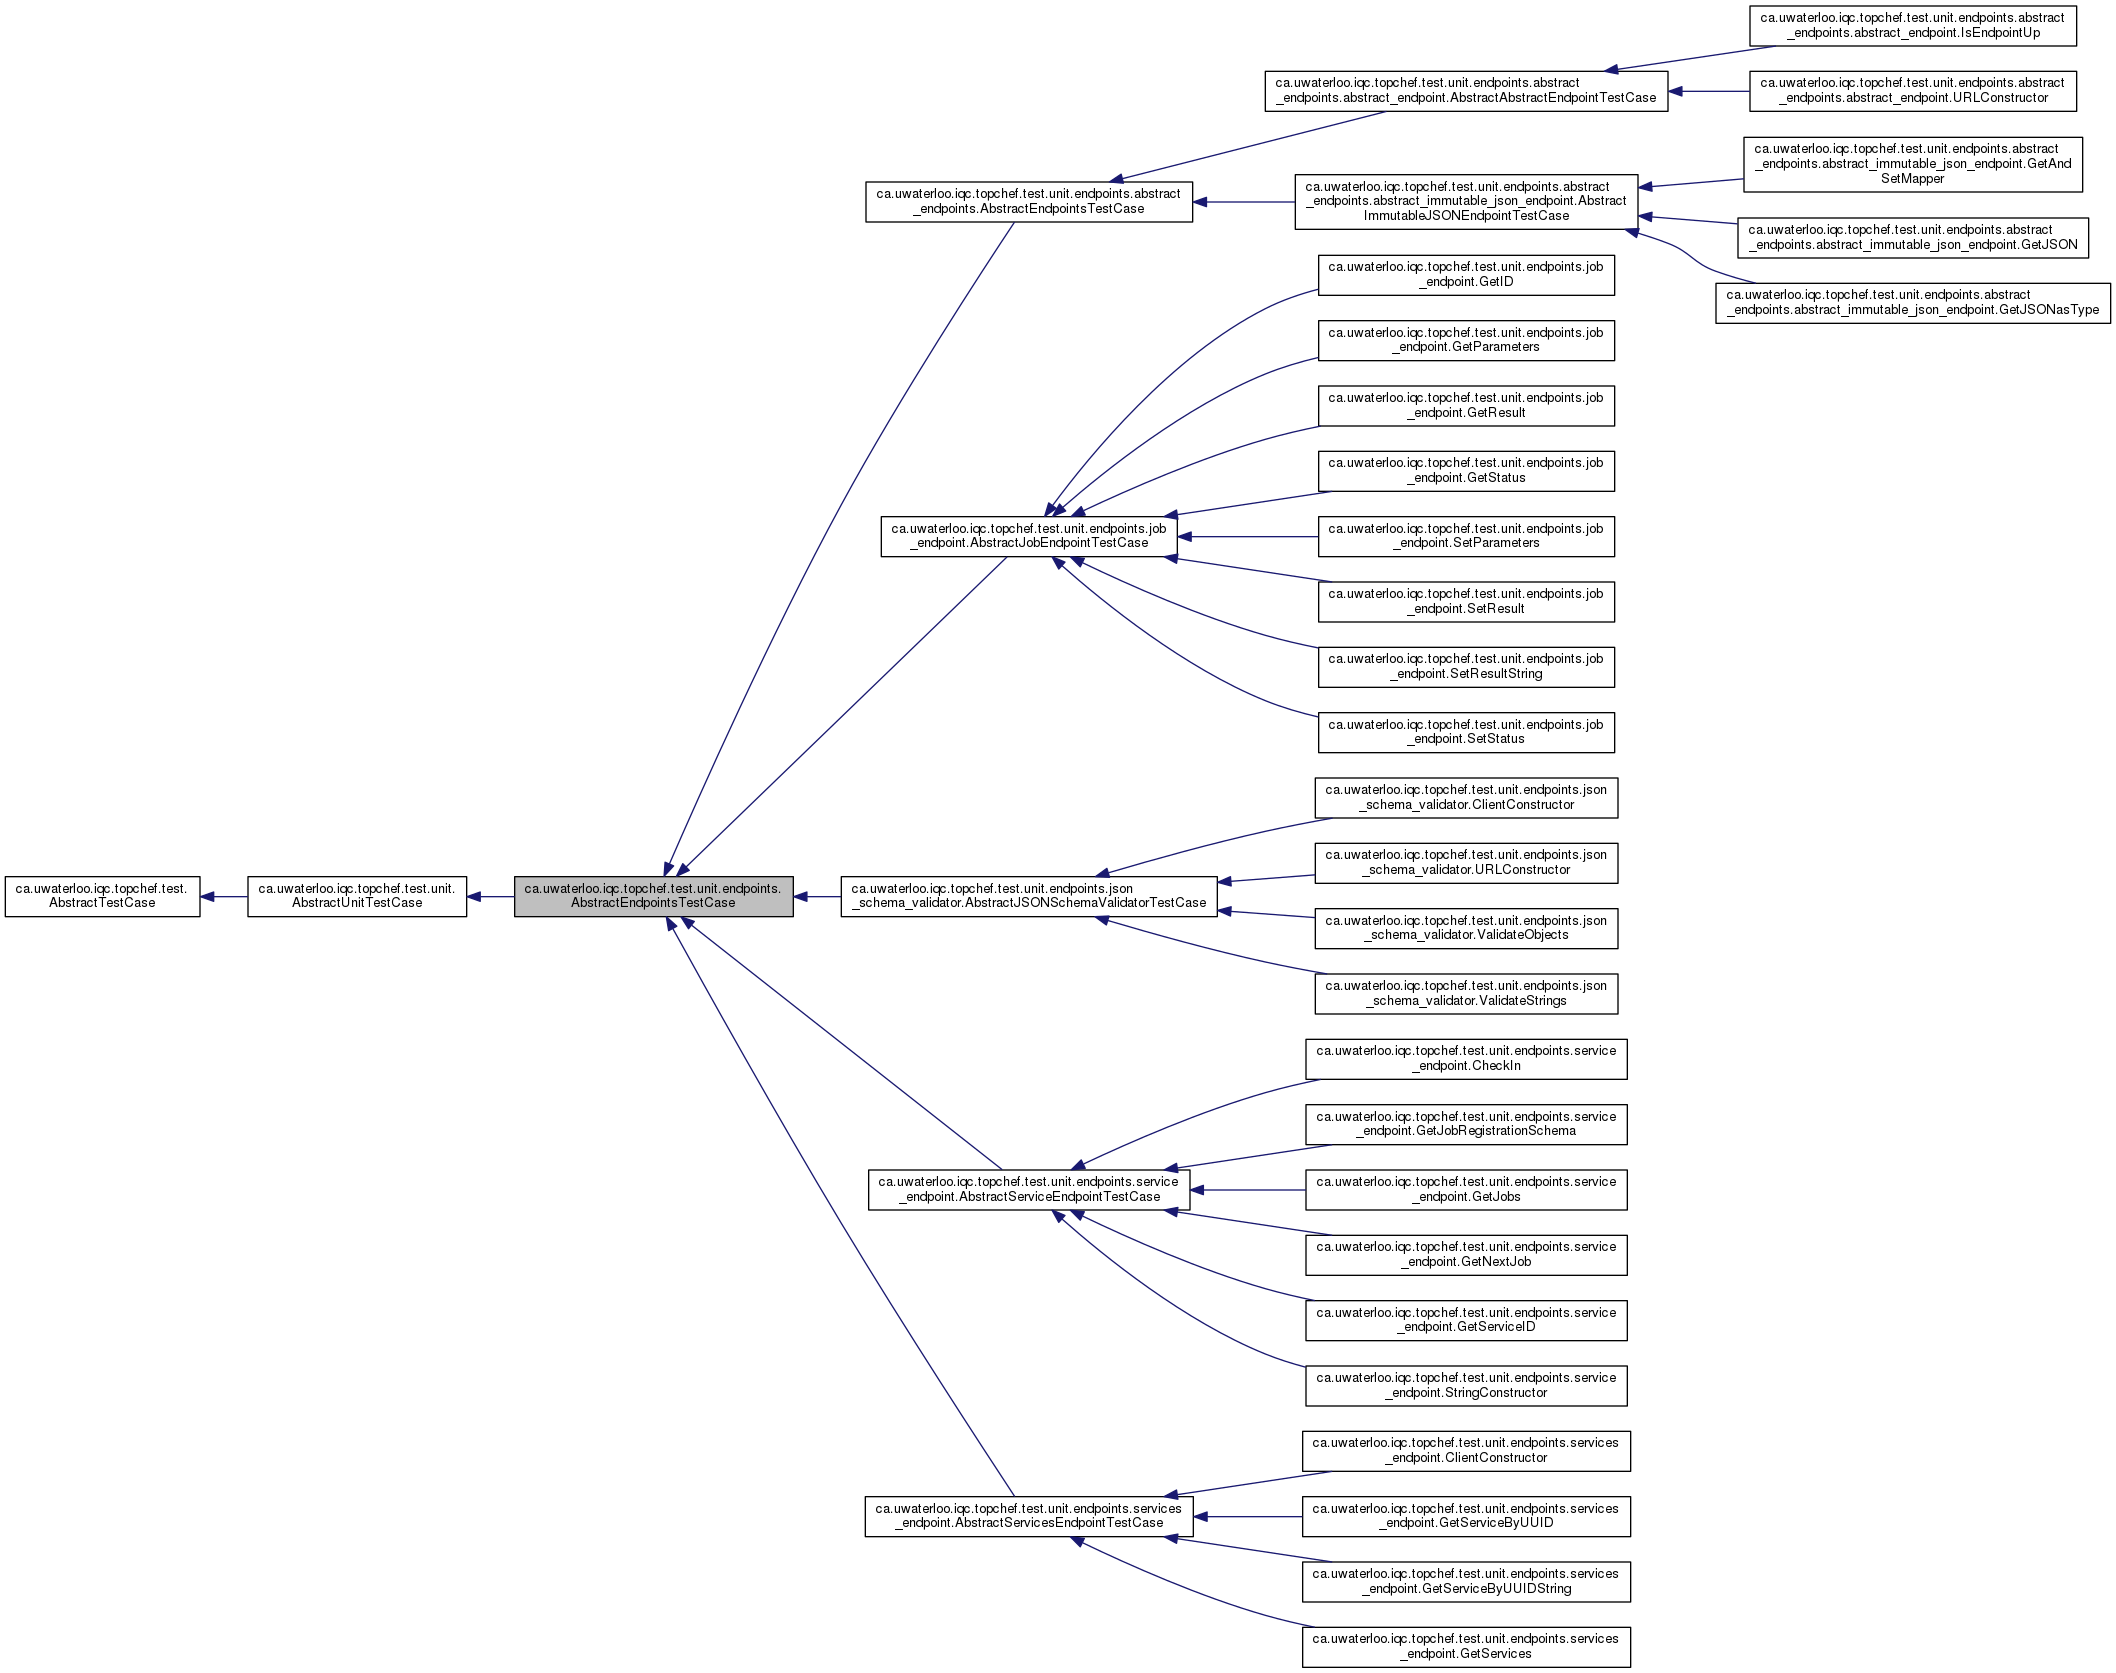 ca.uwaterloo.iqc.topchef.test.
AbstractTestCase
ca.uwaterloo.iqc.topchef.test.unit.
AbstractUnitTestCase
ca.uwaterloo.iqc.topchef.test.unit.endpoints.
AbstractEndpointsTestCase
ca.uwaterloo.iqc.topchef.test.unit.endpoints.abstract
_endpoints.AbstractEndpointsTestCase
ca.uwaterloo.iqc.topchef.test.unit.endpoints.abstract
_endpoints.abstract_endpoint.AbstractAbstractEndpointTestCase
ca.uwaterloo.iqc.topchef.test.unit.endpoints.abstract
_endpoints.abstract_endpoint.IsEndpointUp
ca.uwaterloo.iqc.topchef.test.unit.endpoints.abstract
_endpoints.abstract_endpoint.URLConstructor
ca.uwaterloo.iqc.topchef.test.unit.endpoints.abstract
_endpoints.abstract_immutable_json_endpoint.Abstract
ImmutableJSONEndpointTestCase
ca.uwaterloo.iqc.topchef.test.unit.endpoints.abstract
_endpoints.abstract_immutable_json_endpoint.GetAnd
SetMapper
ca.uwaterloo.iqc.topchef.test.unit.endpoints.abstract
_endpoints.abstract_immutable_json_endpoint.GetJSON
ca.uwaterloo.iqc.topchef.test.unit.endpoints.abstract
_endpoints.abstract_immutable_json_endpoint.GetJSONasType
ca.uwaterloo.iqc.topchef.test.unit.endpoints.job
_endpoint.AbstractJobEndpointTestCase
ca.uwaterloo.iqc.topchef.test.unit.endpoints.job
_endpoint.GetID
ca.uwaterloo.iqc.topchef.test.unit.endpoints.job
_endpoint.GetParameters
ca.uwaterloo.iqc.topchef.test.unit.endpoints.job
_endpoint.GetResult
ca.uwaterloo.iqc.topchef.test.unit.endpoints.job
_endpoint.GetStatus
ca.uwaterloo.iqc.topchef.test.unit.endpoints.job
_endpoint.SetParameters
ca.uwaterloo.iqc.topchef.test.unit.endpoints.job
_endpoint.SetResult
ca.uwaterloo.iqc.topchef.test.unit.endpoints.job
_endpoint.SetResultString
ca.uwaterloo.iqc.topchef.test.unit.endpoints.job
_endpoint.SetStatus
ca.uwaterloo.iqc.topchef.test.unit.endpoints.json
_schema_validator.AbstractJSONSchemaValidatorTestCase
ca.uwaterloo.iqc.topchef.test.unit.endpoints.json
_schema_validator.ClientConstructor
ca.uwaterloo.iqc.topchef.test.unit.endpoints.json
_schema_validator.URLConstructor
ca.uwaterloo.iqc.topchef.test.unit.endpoints.json
_schema_validator.ValidateObjects
ca.uwaterloo.iqc.topchef.test.unit.endpoints.json
_schema_validator.ValidateStrings
ca.uwaterloo.iqc.topchef.test.unit.endpoints.service
_endpoint.AbstractServiceEndpointTestCase
ca.uwaterloo.iqc.topchef.test.unit.endpoints.service
_endpoint.CheckIn
ca.uwaterloo.iqc.topchef.test.unit.endpoints.service
_endpoint.GetJobRegistrationSchema
ca.uwaterloo.iqc.topchef.test.unit.endpoints.service
_endpoint.GetJobs
ca.uwaterloo.iqc.topchef.test.unit.endpoints.service
_endpoint.GetNextJob
ca.uwaterloo.iqc.topchef.test.unit.endpoints.service
_endpoint.GetServiceID
ca.uwaterloo.iqc.topchef.test.unit.endpoints.service
_endpoint.StringConstructor
ca.uwaterloo.iqc.topchef.test.unit.endpoints.services
_endpoint.AbstractServicesEndpointTestCase
ca.uwaterloo.iqc.topchef.test.unit.endpoints.services
_endpoint.ClientConstructor
ca.uwaterloo.iqc.topchef.test.unit.endpoints.services
_endpoint.GetServiceByUUID
ca.uwaterloo.iqc.topchef.test.unit.endpoints.services
_endpoint.GetServiceByUUIDString
ca.uwaterloo.iqc.topchef.test.unit.endpoints.services
_endpoint.GetServices